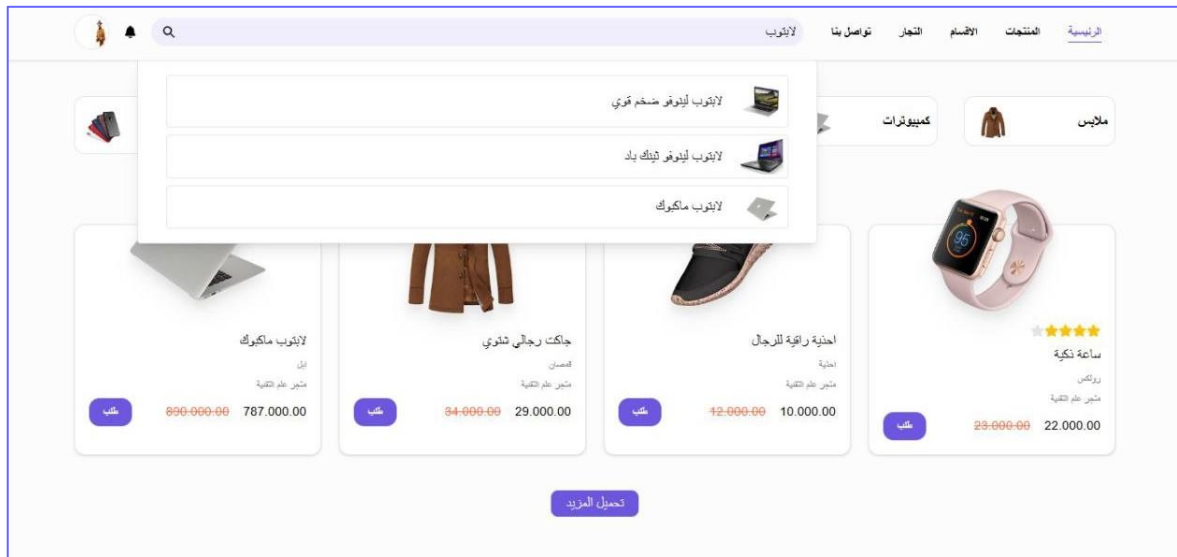 الرئيسية المنتجات الاقسام التجار تواصل بنا لابتوب
لابتوب لينوفو ضخم قوي
لابتوب لينوفو ثينك باد
لابتوب ماكبوك
ملابس كمبيوترات
ساعة ذكية
رولكس
متجر علم التقنية
22.000.00 23.000.00 طلب
احذية راقية للرجال
احذية
متجر علم التقنية
10.000.00 12.000.00 طلب
جاكت رجالي شتوي
قمصان
متجر علم التقنية
29.000.00 34.000.00 طلب
لابتوب ماكبوك
ابل
متجر علم التقنية
787.000.00 890.000.00 طلب
تحميل المزيد